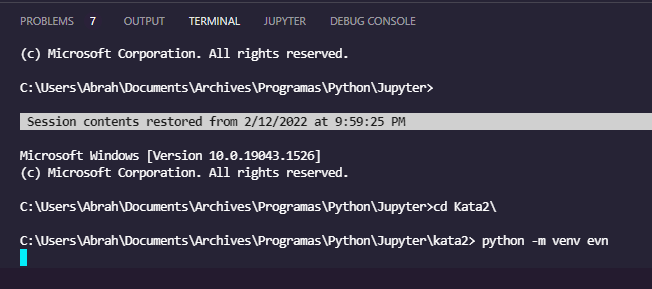 PROBLEMS 7 OUTPUT TERMINAL JUPYTER DEBUG CONSOLE
(c) Microsoft Corporation. All rights reserved.
C:\Users\Abrah\Documents\Archives\Programas\Python\Jupyter>
Session contents restored from 2/12/2022 at 9:59:25 PM
Microsoft Windows [Version 10.0.19043.1526]
(c) Microsoft Corporation. All rights reserved.
C:\Users\Abrah\Documents\Archives\Programas\Python\Jupyter>cd Kata2\
C:\Users\Abrah\Documents\Archives\Programas\Python\Jupyter\kata2> python -m venv evn